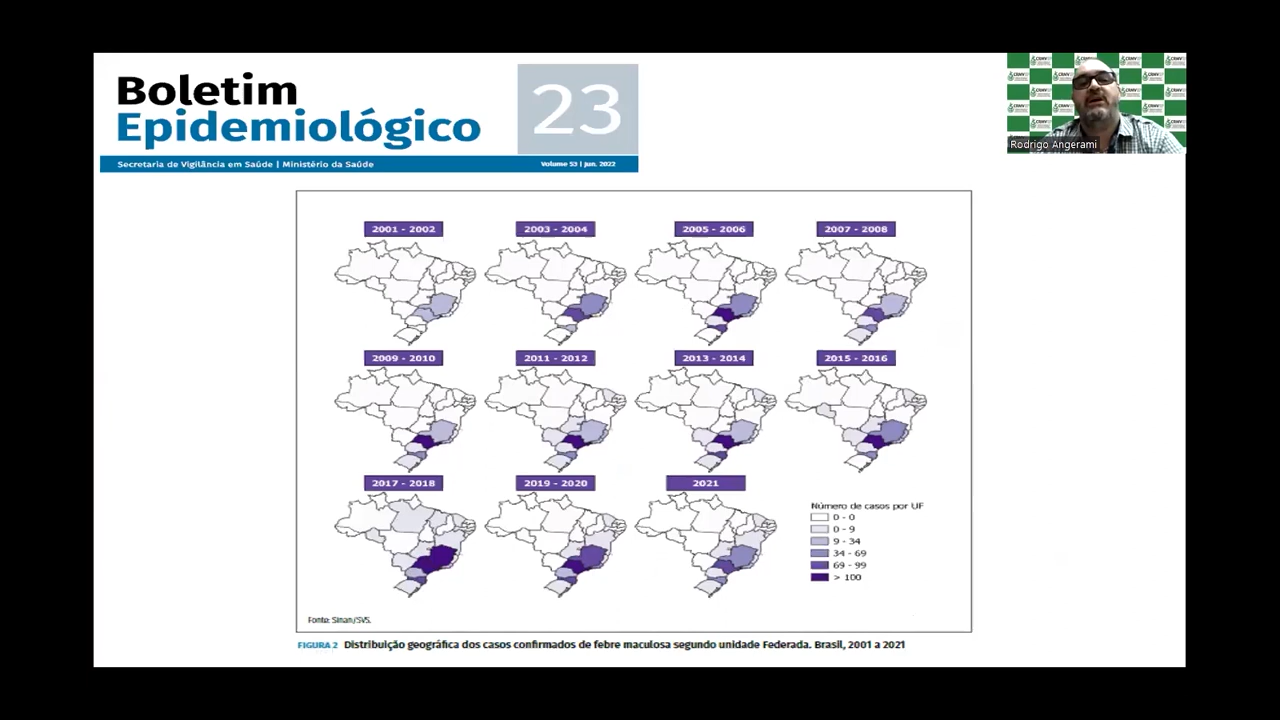 Boletim
Epidemiológico
23
Secretaria de Vigilância em Saúde | Ministério da Saúde
Volume 53 | Jun. 2022
Rodrigo Angerami
2001 - 2002
2003 - 2004
2005 - 2006
2007 - 2008
2009 - 2010
2011 - 2012
2013 - 2014
2015 - 2016
2017 - 2018
2019 - 2020
2021
Número de casos por UF
0 - 0
0 - 9
9 - 34
34 - 69
69 - 99
> 100
Fonte: Sinan/SVS.
FIGURA 2 Distribuição geográfica dos casos confirmados de febre maculosa segundo unidade Federada. Brasil, 2001 a 2021